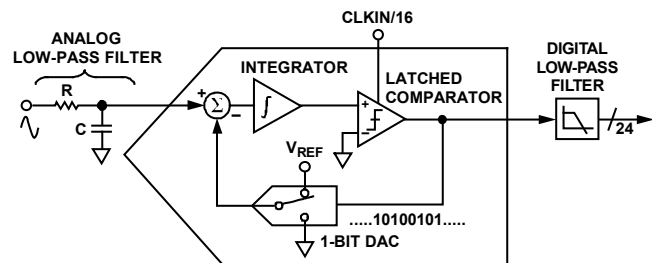 CLKIN/16
ANALOG
LOW-PASS FILTER
R
C
+
Σ
−
INTEGRATOR
∫
LATCHED
COMPARATOR
+
−
DIGITAL
LOW-PASS
FILTER
24
VREF
.....10100101.....
1-BIT DAC